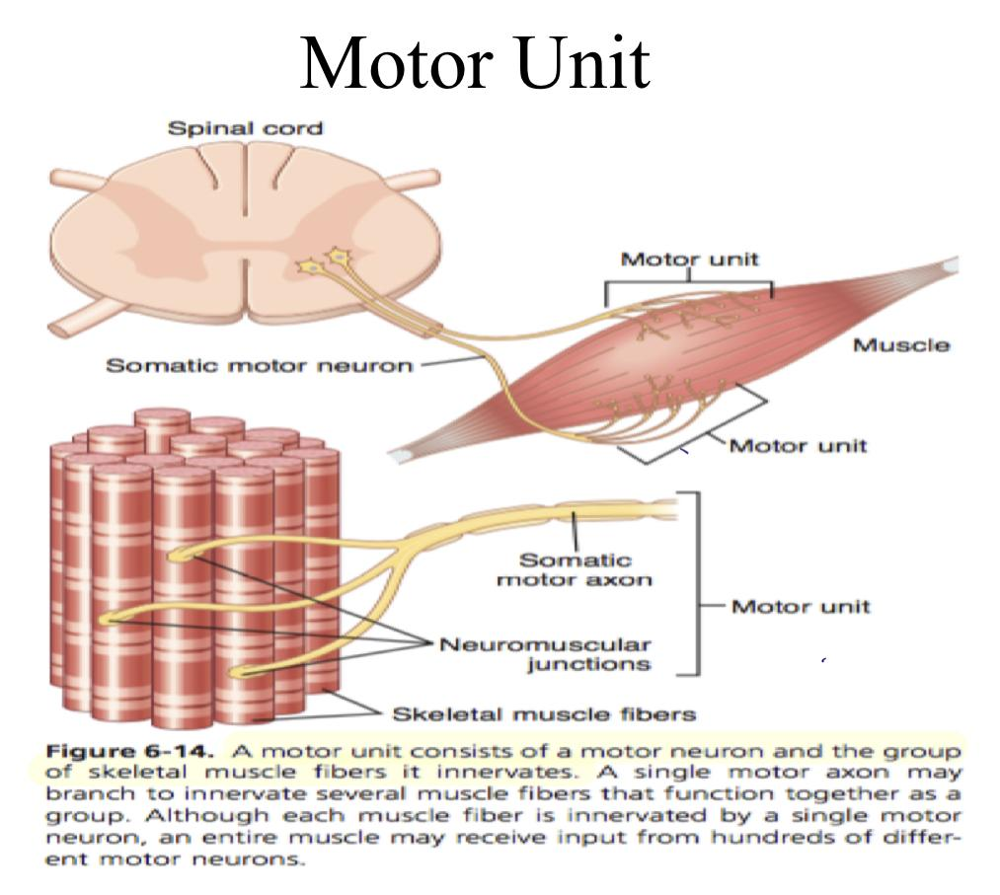 Motor Unit
Spinal cord
Motor unit
Muscle
Somatic motor neuron
Motor unit
Somatic
motor axon
Motor unit
Neuromuscular
junctions
Skeletal muscle fibers
Figure 6-14. A motor unit consists of a motor neuron and the group
of skeletal muscle fibers it innervates. A single motor axon may
branch to innervate several muscle fibers that function together as a
group. Although each muscle fiber is innervated by a single motor
neuron, an entire muscle may receive input from hundreds of differ-
ent motor neurons.